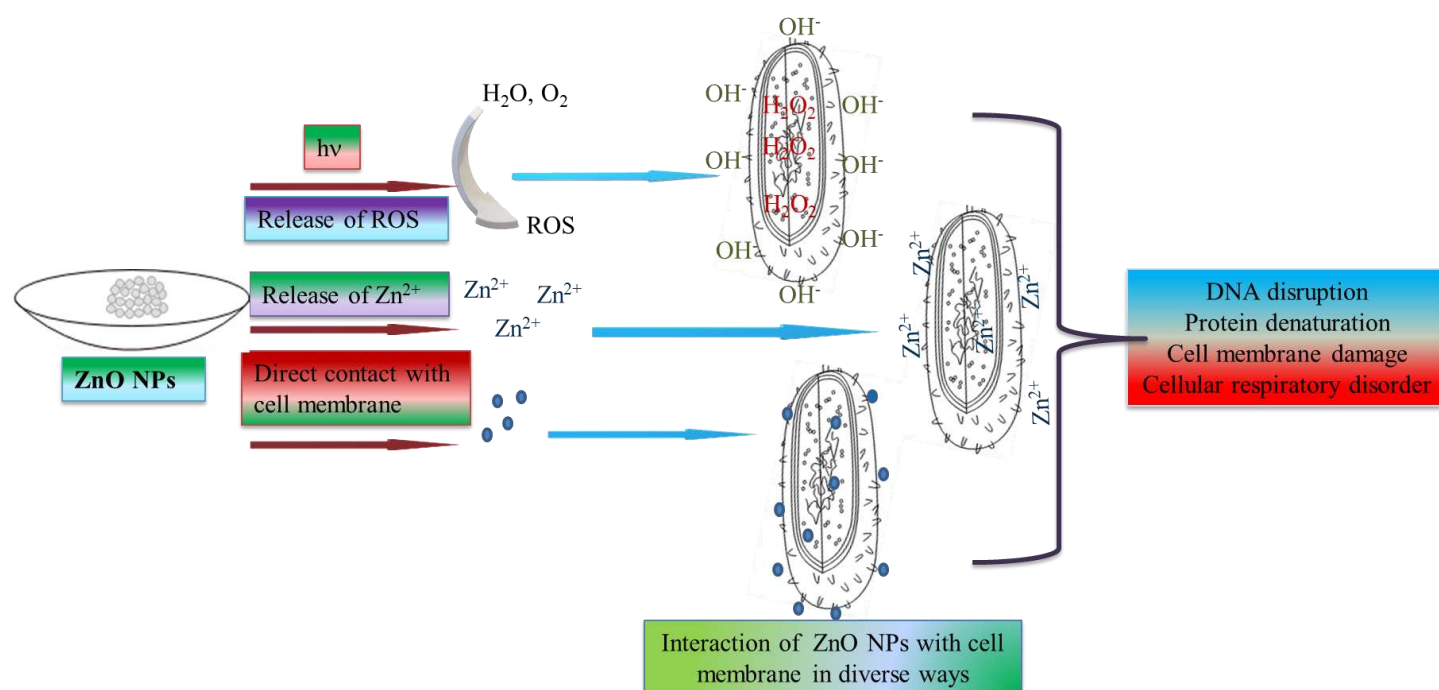 hν
Release of ROS
H₂O, O₂
ROS
OH⁻
OH⁻
OH⁻
OH⁻
OH⁻
OH⁻
OH⁻
OH⁻
OH⁻
H₂O₂
H₂O₂
H₂O₂
ZnO NPs
Release of Zn²⁺
Zn²⁺
Zn²⁺
Zn²⁺
Zn²⁺
Zn²⁺
Zn²⁺
Zn²⁺
Zn²⁺
Direct contact with
cell membrane
Interaction of ZnO NPs with cell
membrane in diverse ways
DNA disruption
Protein denaturation
Cell membrane damage
Cellular respiratory disorder